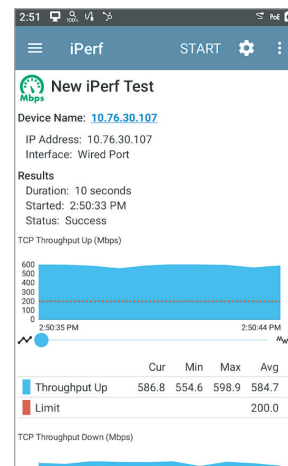 2:51 100% PoE
iPerf START
Mbps
New iPerf Test
Device Name: 10.76.30.107
IP Address: 10.76.30.107
Interface: Wired Port
Results
Duration: 10 seconds
Started: 2:50:33 PM
Status: Success
TCP Throughput Up (Mbps)
600
500
400
300
200
100
0
2:50:35 PM 2:50:44 PM
Cur Min Max Avg
Throughput Up 586.8 554.6 598.9 584.7
Limit 200.0
TCP Throughput Down (Mbps)